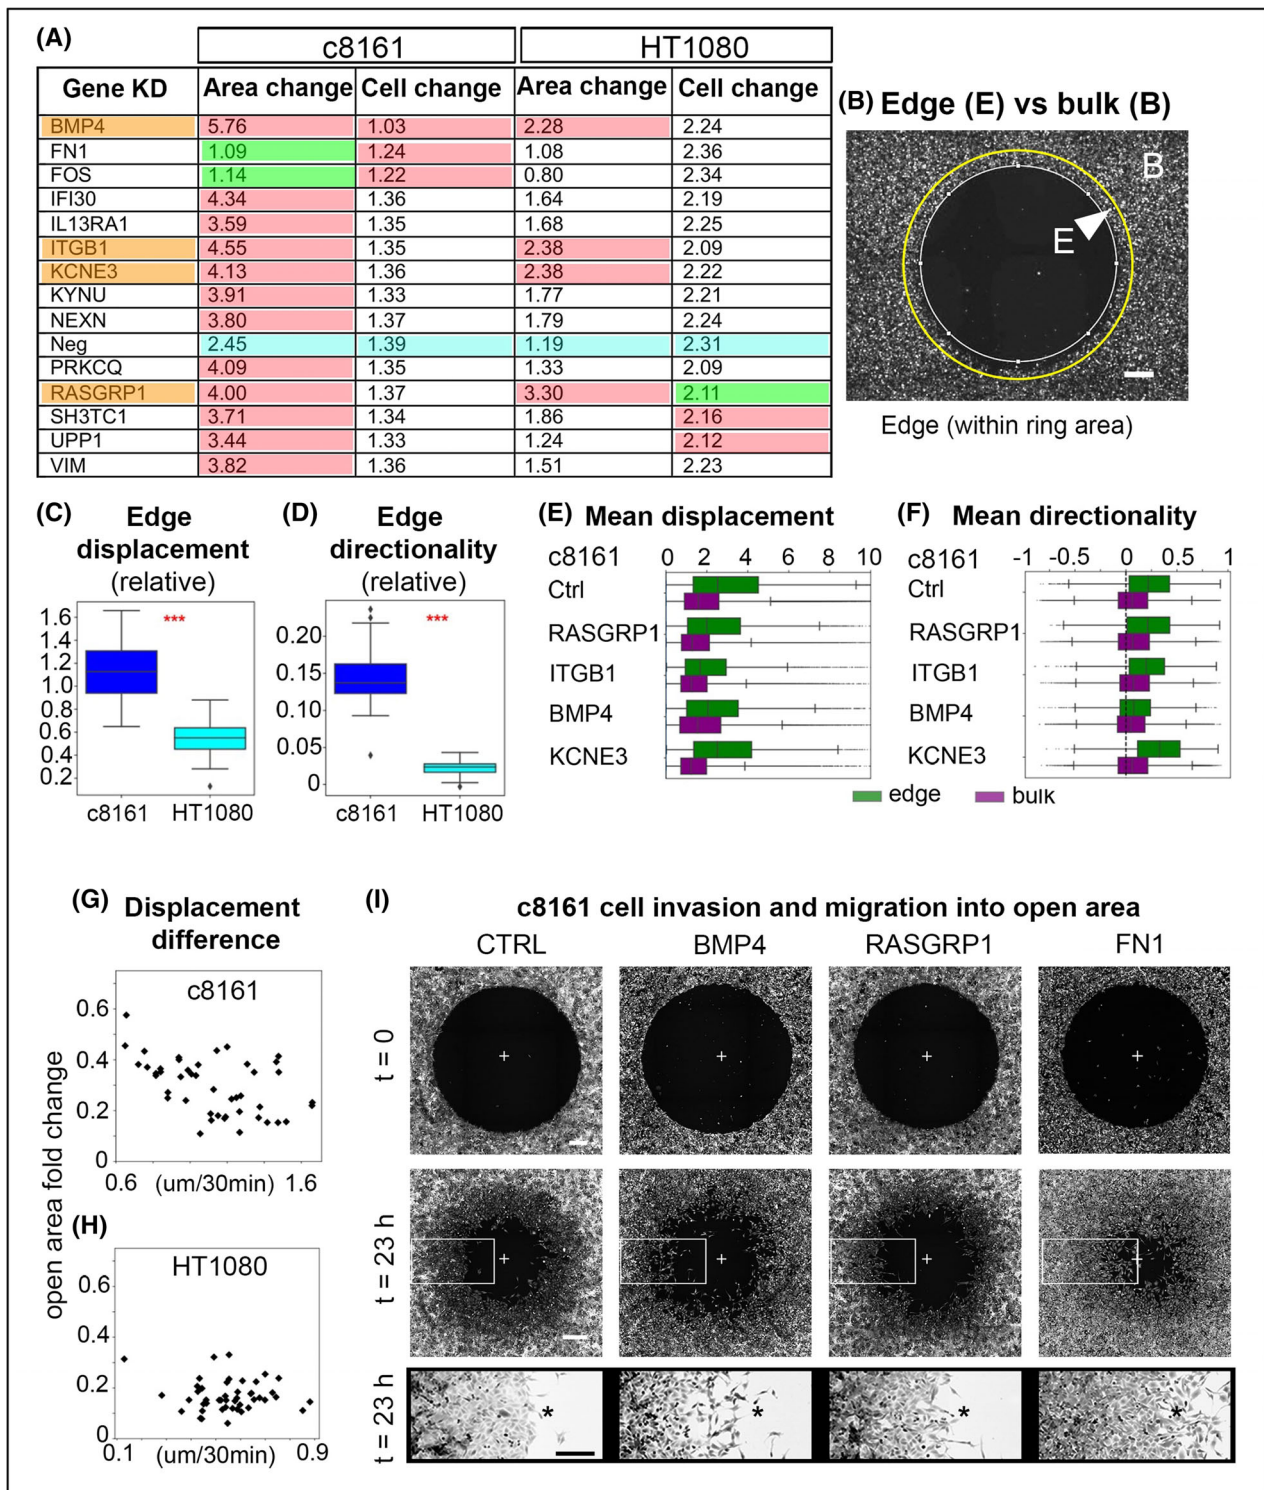 (A)
c8161 HT1080
Gene KD Area change Cell change Area change Cell change
BMP4 5.76 1.03 2.28 2.24
FN1 1.09 1.24 1.08 2.36
FOS 1.14 1.22 0.80 2.34
IFI30 4.34 1.36 1.64 2.19
IL13RA1 3.59 1.35 1.68 2.25
ITGB1 4.55 1.35 2.38 2.09
KCNE3 4.13 1.36 2.38 2.22
KYNU 3.91 1.33 1.77 2.21
NEXN 3.80 1.37 1.79 2.24
Neg 2.45 1.39 1.19 2.31
PRKCQ 4.09 1.35 1.33 2.09
RASGRP1 4.00 1.37 3.30 2.11
SH3TC1 3.71 1.34 1.86 2.16
UPP1 3.44 1.33 1.24 2.12
VIM 3.82 1.36 1.51 2.23
(B) Edge (E) vs bulk (B)
B
E
Edge (within ring area)
(C) Edge
displacement
(relative)
1.6
1.4
1.2
1.0
0.8
0.6
0.4
0.2
***
c8161 HT1080
(D) Edge
directionality
(relative)
0.20
0.15
0.10
0.05
0
***
c8161 HT1080
(E) Mean displacement
c8161 0 2 4 6 8 10
Ctrl
RASGRP1
ITGB1
BMP4
KCNE3
(F) Mean directionality
c8161 -1 -0.5 0 0.5 1
Ctrl
RASGRP1
ITGB1
BMP4
KCNE3
edge bulk
(G) Displacement
difference
c8161
0.6
0.4
0.2
0
0.6 (um/30min) 1.6
open area fold change
(H)
HT1080
0.6
0.4
0.2
0
0.1 (um/30min) 0.9
(I) c8161 cell invasion and migration into open area
CTRL BMP4 RASGRP1 FN1
t = 0
t = 23 h
t = 23 h
* * * *